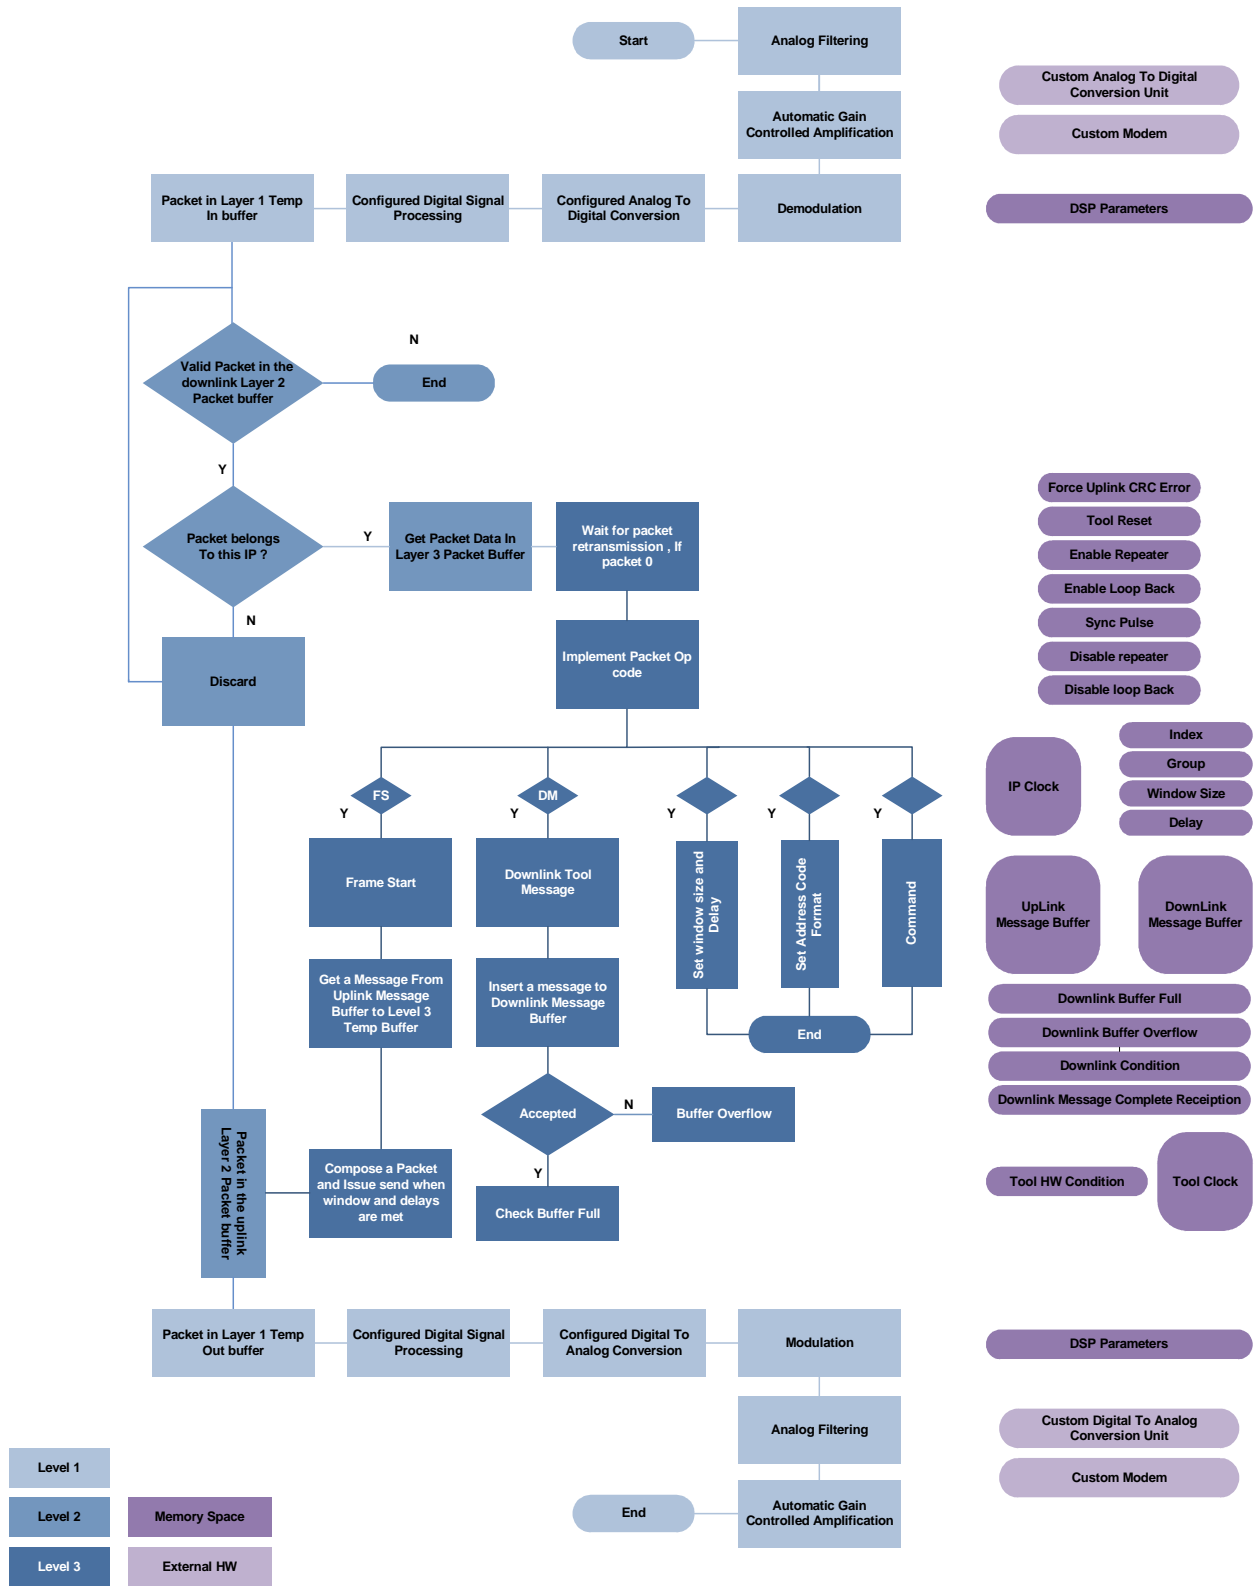 Start
Analog Filtering
Custom Analog To Digital
Conversion Unit
Automatic Gain
Controlled Amplification
Custom Modem
Packet in Layer 1 Temp
In buffer
Configured Digital Signal
Processing
Configured Analog To
Digital Conversion
Demodulation
DSP Parameters
N
Valid Packet in the
downlink Layer 2
Packet buffer
End
Y
Force Uplink CRC Error
Tool Reset
Enable Repeater
Enable Loop Back
Sync Pulse
Disable repeater
Disable loop Back
Packet belongs
To this IP ?
Y
Get Packet Data In
Layer 3 Packet Buffer
Wait for packet
retransmission , If
packet 0
N
Discard
Implement Packet Op
code
Index
Group
Window Size
Delay
IP Clock
FS
DM
Y
Y
Y
Y
Y
Frame Start
Downlink Tool
Message
Set window size and
Delay
Set Address Code
Format
Command
UpLink
Message Buffer
DownLink
Message Buffer
Get a Message From
Uplink Message
Buffer to Level 3
Temp Buffer
Insert a message to
Downlink Message
Buffer
End
Downlink Buffer Full
Downlink Buffer Overflow
Downlink Condition
Downlink Message Complete Receiption
Accepted
N
Buffer Overflow
Y
Packet in the uplink
Layer 2 Packet buffer
Compose a Packet
and Issue send when
window and delays
are met
Check Buffer Full
Tool HW Condition
Tool Clock
Packet in Layer 1 Temp
Out buffer
Configured Digital Signal
Processing
Configured Digital To
Analog Conversion
Modulation
DSP Parameters
Analog Filtering
Custom Digital To Analog
Conversion Unit
Custom Modem
End
Automatic Gain
Controlled Amplification
Level 1
Level 2
Memory Space
Level 3
External HW